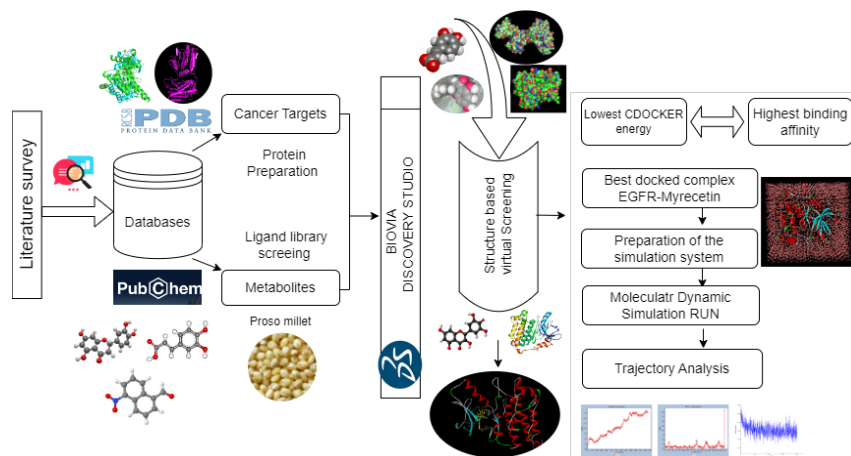 Literature survey
RCSB
PDB
PROTEIN DATA BANK
Databases
PubChem
Cancer Targets
Protein
Preparation
Ligand library
screeing
Metabolites
Proso millet
BIOVIA
DISCOVERY STUDIO
Structure based
virtual Screening
Lowest CDOCKER
energy
Highest binding
affinity
Best docked complex
EGFR-Myrecetin
Preparation of the
simulation system
Moleculatr Dynamic
Simulation RUN
Trajectory Analysis